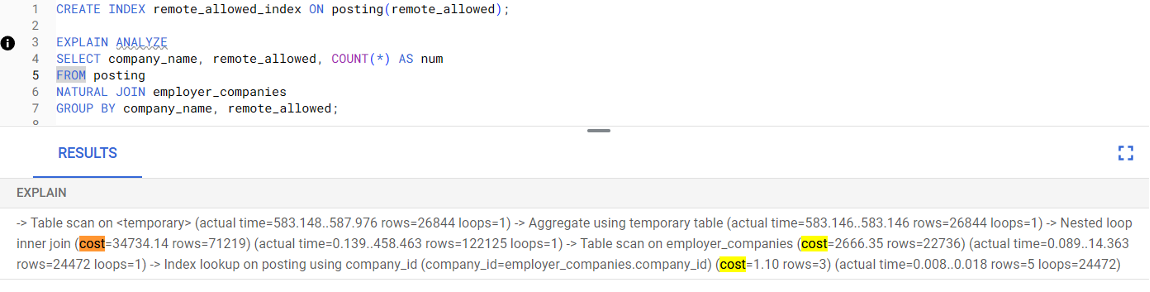 1 CREATE INDEX remote_allowed_index ON posting(remote_allowed);
2
3 EXPLAIN ANALYZE
4 SELECT company_name, remote_allowed, COUNT(*) AS num
5 FROM posting
6 NATURAL JOIN employer_companies
7 GROUP BY company_name, remote_allowed;
8
RESULTS
EXPLAIN
-> Table scan on <temporary> (actual time=583.148..587.976 rows=26844 loops=1) -> Aggregate using temporary table (actual time=583.146..583.146 rows=26844 loops=1) -> Nested loop
inner join (cost=34734.14 rows=71219) (actual time=0.139..458.463 rows=122125 loops=1) -> Table scan on employer_companies (cost=2666.35 rows=22736) (actual time=0.089..14.363
rows=24472 loops=1) -> Index lookup on posting using company_id (company_id=employer_companies.company_id) (cost=1.10 rows=3) (actual time=0.008..0.018 rows=5 loops=24472)